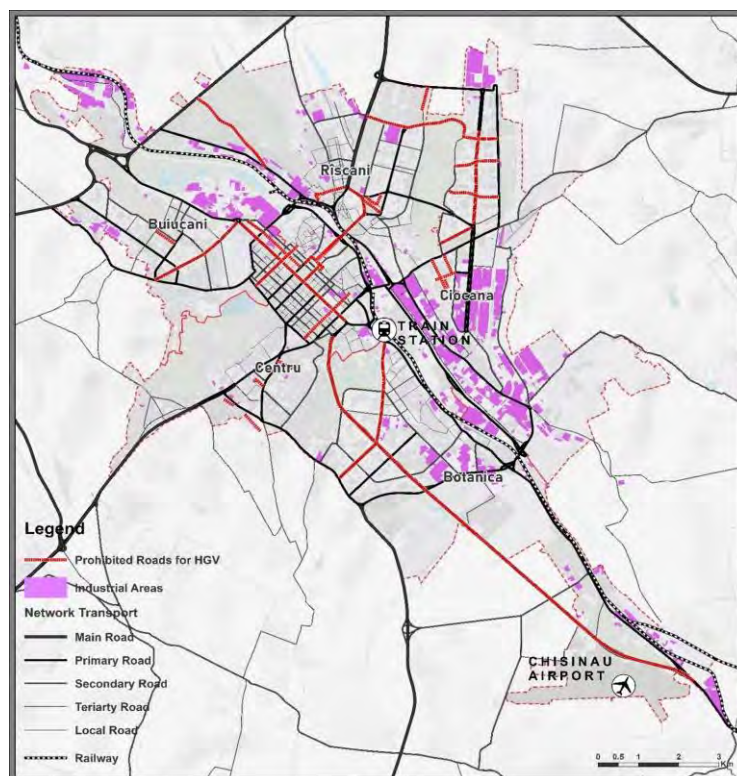 Riscani
Buiucani
Ciocana
TRAIN
STATION
Centru
Botanica
Legend
Prohibited Roads for HGV
Industrial Areas
Network Transport
Main Road
Primary Road
Secondary Road
Teriarty Road
Local Road
Railway
CHISINAU
AIRPORT
0 0.5 1 2 3
Km